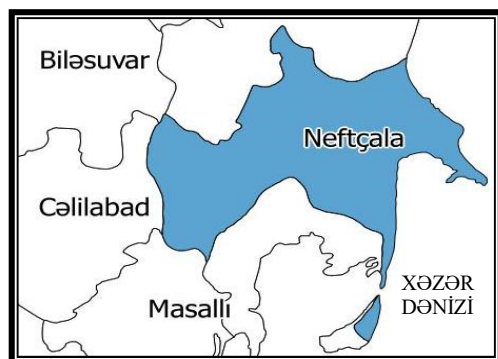 Biləsuvar
Neftçala
Cəlilabad
Masallı
XƏZƏR
DƏNİZİ